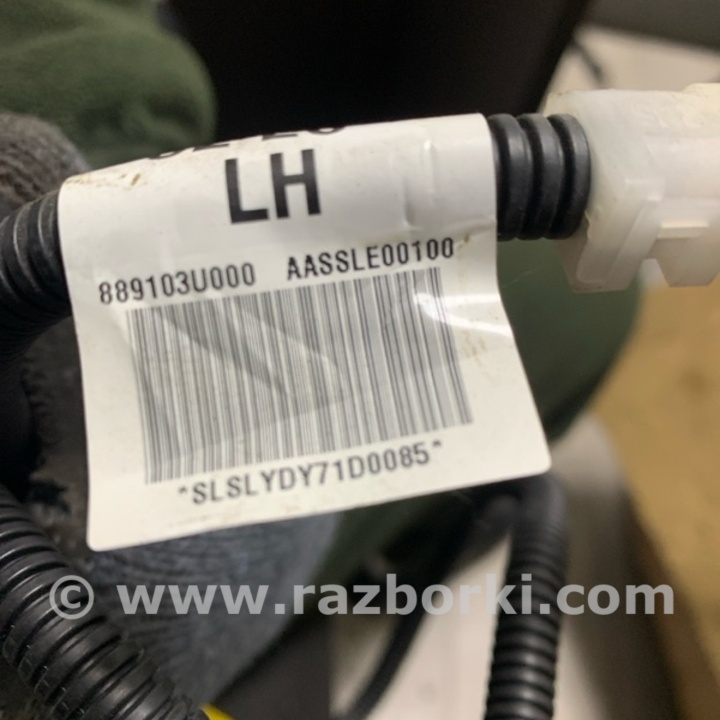 LH
889103U000 AASSLE00100
*SLSLYDY71D0085*
© www.razborki.com